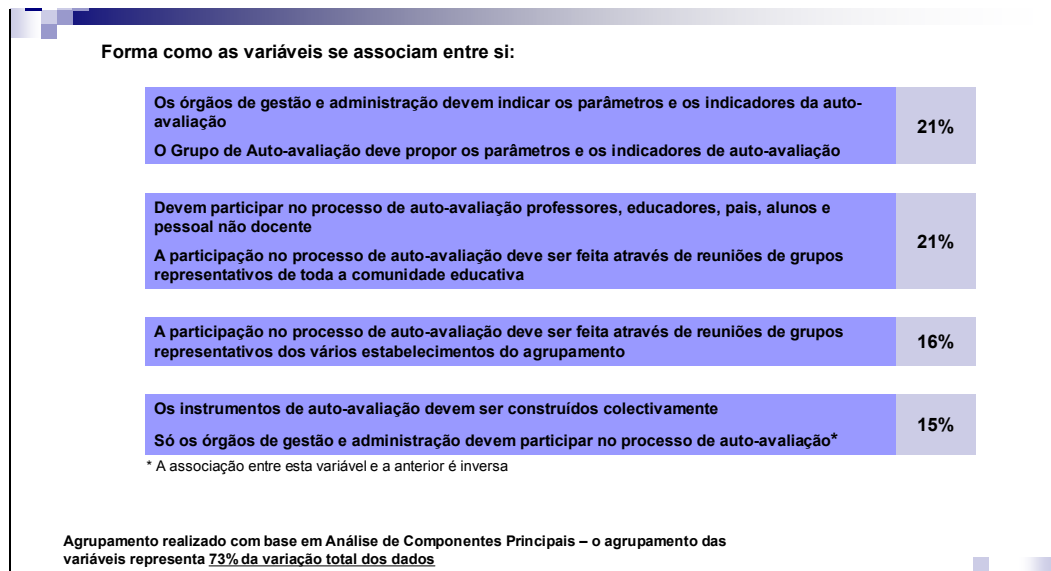 Forma como as variáveis se associam entre si:
Os órgãos de gestão e administração devem indicar os parâmetros e os indicadores da auto-
avaliação
O Grupo de Auto-avaliação deve propor os parâmetros e os indicadores de auto-avaliação
21%
Devem participar no processo de auto-avaliação professores, educadores, pais, alunos e
pessoal não docente
A participação no processo de auto-avaliação deve ser feita através de reuniões de grupos
representativos de toda a comunidade educativa
21%
A participação no processo de auto-avaliação deve ser feita através de reuniões de grupos
representativos dos vários estabelecimentos do agrupamento
16%
Os instrumentos de auto-avaliação devem ser construídos colectivamente
Só os órgãos de gestão e administração devem participar no processo de auto-avaliação*
15%
* A associação entre esta variável e a anterior é inversa
Agrupamento realizado com base em Análise de Componentes Principais – o agrupamento das
variáveis representa 73% da variação total dos dados